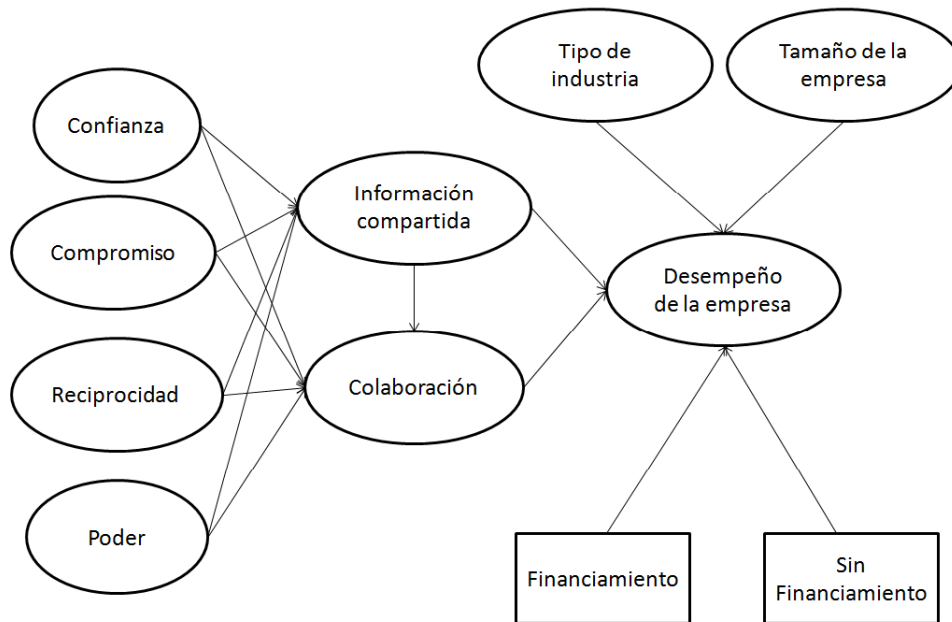 Tipo de
industria
Tamaño de la
empresa
Confianza
Información
compartida
Compromiso
Desempeño
de la empresa
Reciprocidad
Colaboración
Poder
Financiamiento
Sin
Financiamiento